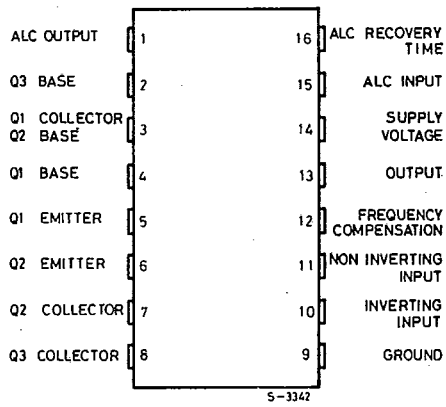 ALC OUTPUT 1 16 ALC RECOVERY
TIME
Q3 BASE 2 15 ALC INPUT
Q1 COLLECTOR
Q2 BASE 3 14 SUPPLY
VOLTAGE
Q1 BASE 4 13 OUTPUT
Q1 EMITTER 5 12 FREQUENCY
COMPENSATION
Q2 EMITTER 6 11 NON INVERTING
INPUT
Q2 COLLECTOR 7 10 INVERTING
INPUT
Q3 COLLECTOR 8 9 GROUND
S-3342